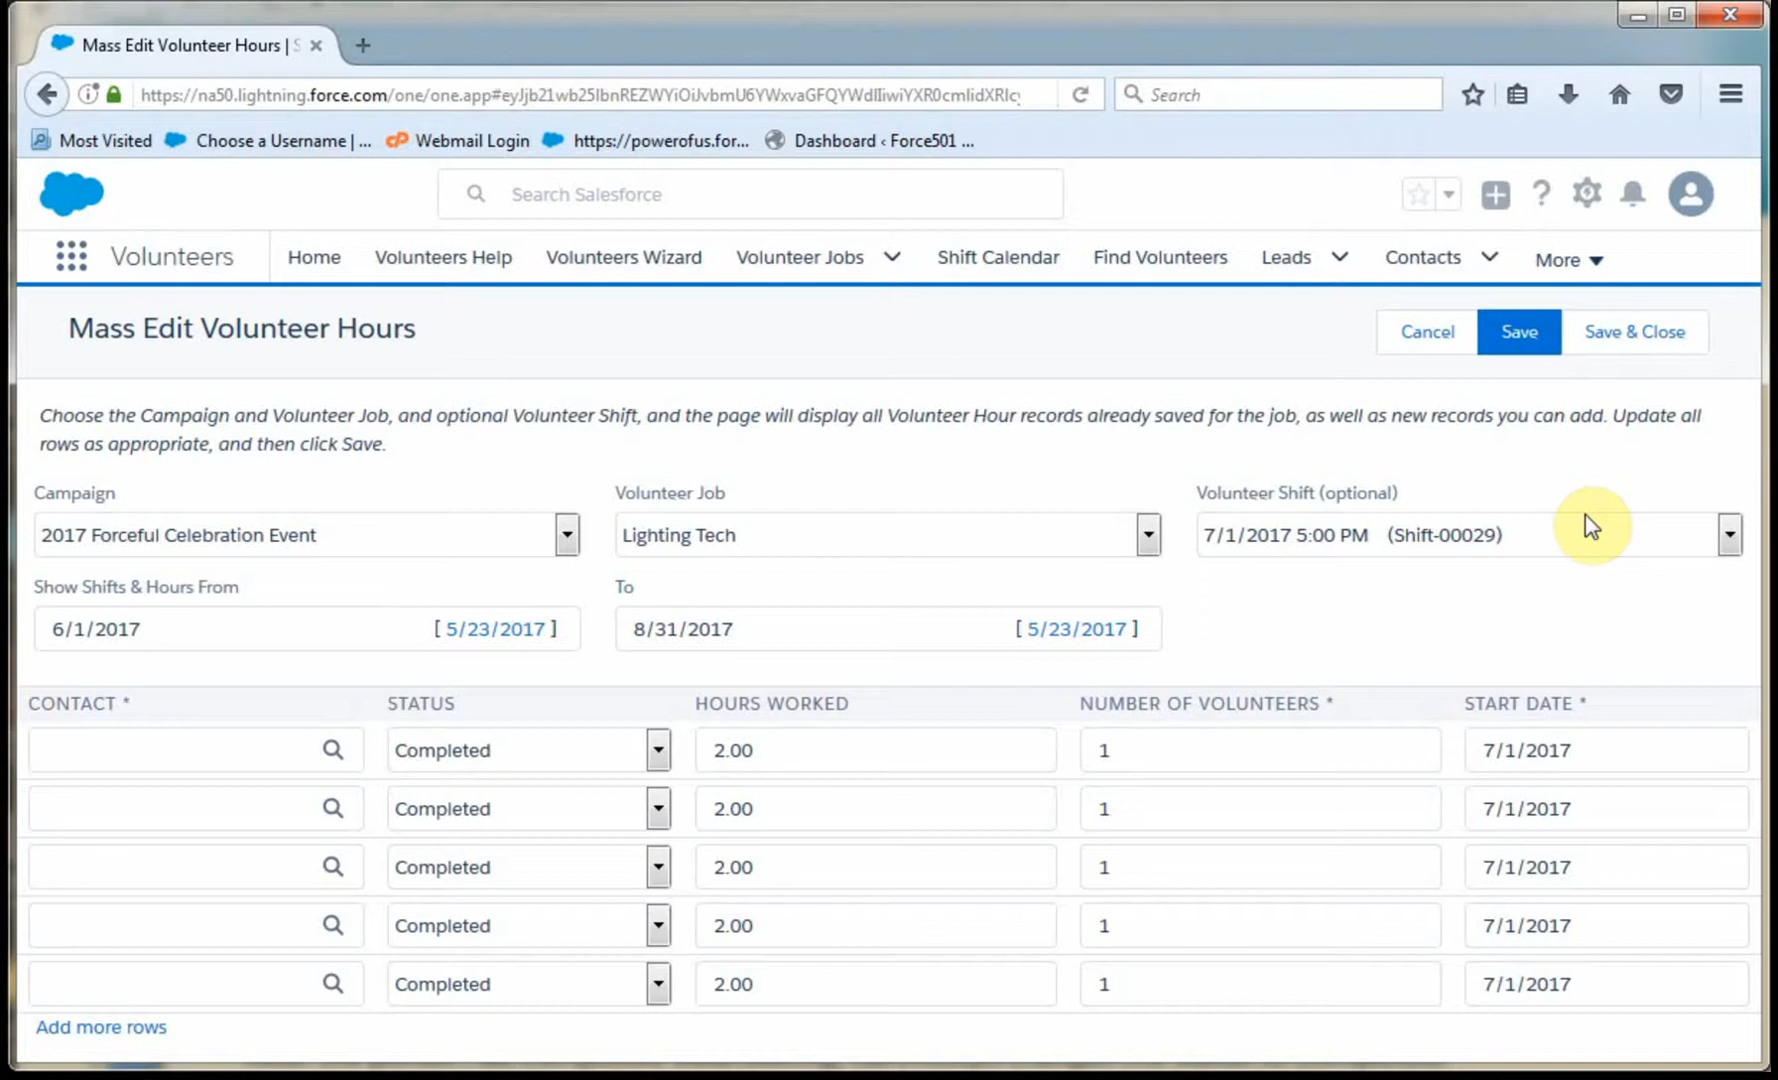 Mass Edit Volunteer Hours | S
https://na50.lightning.force.com/one/one.app#eyJjb21wb25lbnREZWYiOiJvbmU6YWxvaGFQYWdlIiwiYXR0cmlidXRlc
Search
Most Visited Choose a Username | ... Webmail Login https://powerofus.for... Dashboard ‹ Force501 ...
Search Salesforce
Volunteers Home Volunteers Help Volunteers Wizard Volunteer Jobs Shift Calendar Find Volunteers Leads Contacts More
Mass Edit Volunteer Hours Cancel Save Save & Close
Choose the Campaign and Volunteer Job, and optional Volunteer Shift, and the page will display all Volunteer Hour records already saved for the job, as well as new records you can add. Update all
rows as appropriate, and then click Save.
Campaign Volunteer Job Volunteer Shift (optional)
2017 Forceful Celebration Event Lighting Tech 7/1/2017 5:00 PM (Shift-00029)
Show Shifts & Hours From To
6/1/2017 [ 5/23/2017 ] 8/31/2017 [ 5/23/2017 ]
CONTACT * STATUS HOURS WORKED NUMBER OF VOLUNTEERS * START DATE *
Completed 2.00 1 7/1/2017
Completed 2.00 1 7/1/2017
Completed 2.00 1 7/1/2017
Completed 2.00 1 7/1/2017
Completed 2.00 1 7/1/2017
Add more rows